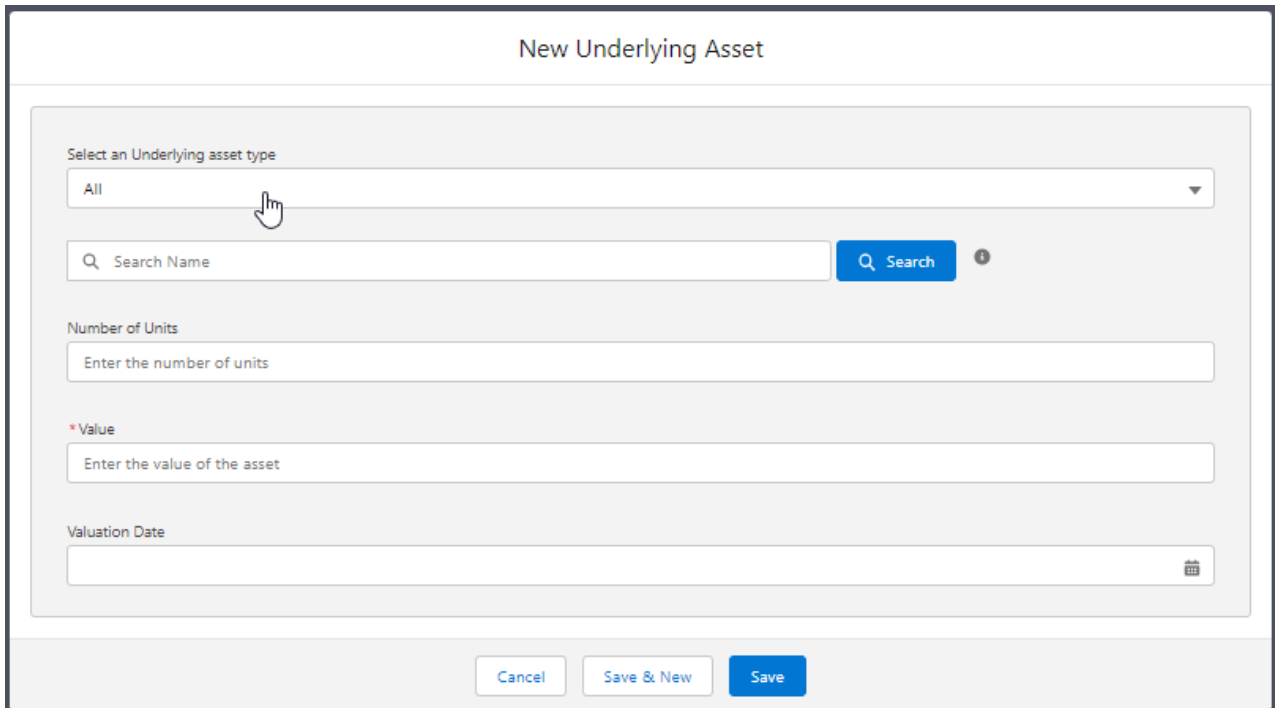 New Underlying Asset
Select an Underlying asset type
All
Search Name
Search
Number of Units
Enter the number of units
*Value
Enter the value of the asset
Valuation Date
Cancel
Save & New
Save